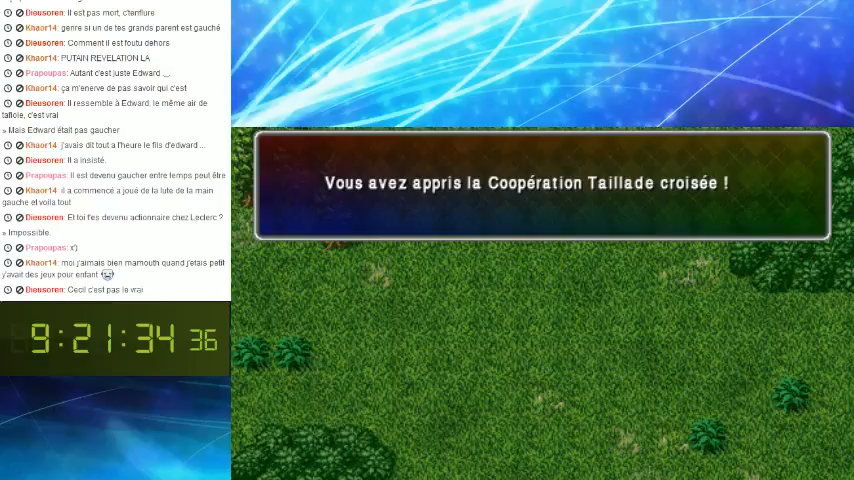 Dieusoren: Il est pas mort, c'tenflure
Khaor14: genre si un de tes grands parent est gauché
Dieusoren: Comment il est foutu dehors
Khaor14: PUTAIN REVELATION LA
Prapoupas: Autant c'est juste Edward ._.
Khaor14: ça m'enerve de pas savoir qui c'est
Dieusoren: Il ressemble à Edward, le même air de
tafiole, c'est vrai
» Mais Edward était pas gaucher
Khaor14: j'avais dit tout a l'heure le fils d'edward ...
Dieusoren: Il a insisté.
Prapoupas: Il est devenu gaucher entre temps peut être
Khaor14: il a commencé a joué de la lute de la main
gauche et voila tout
Dieusoren: Et toi t'es devenu actionnaire chez Leclerc ?
» Impossible.
Prapoupas: x')
Khaor14: moi j'aimais bien mamouth quand j'étais petit
j'avait des jeux pour enfant
Dieusoren: Cecil c'est pas le vrai
9:21:34 36
Vous avez appris la Coopération Taillade croisée !